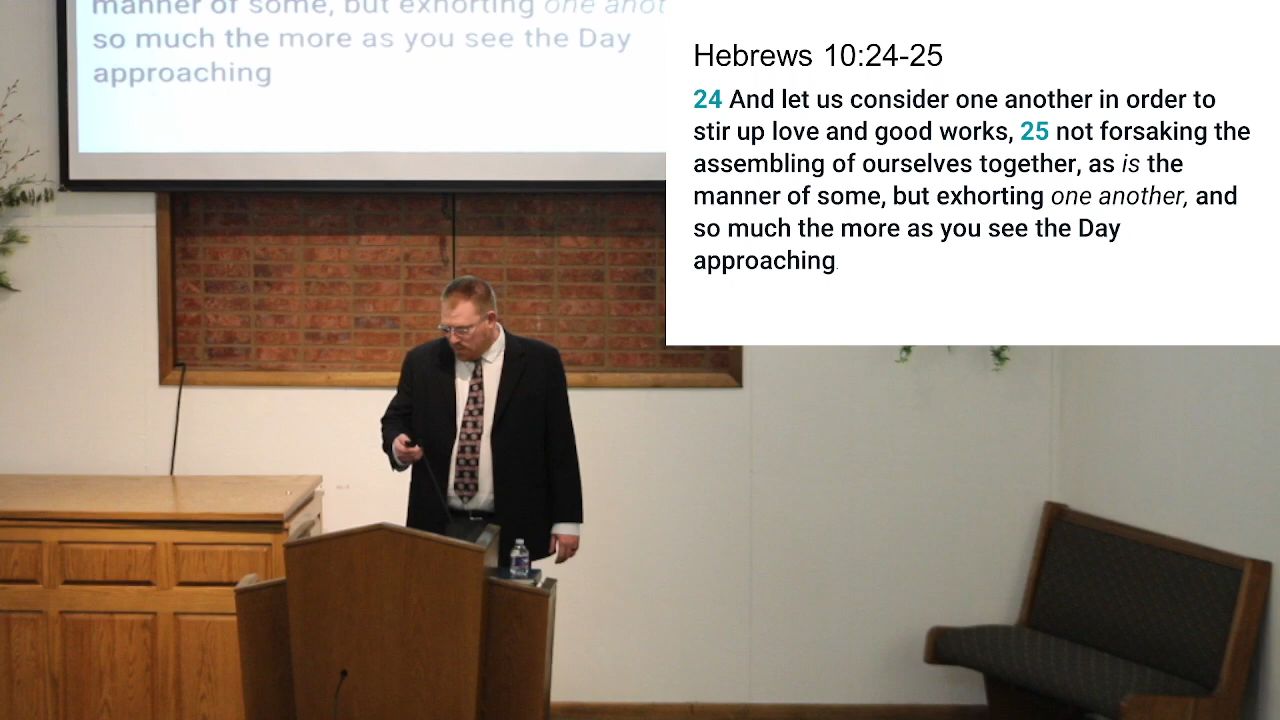 manner of some, but exhorting one anot
so much the more as you see the Day
approaching
Hebrews 10:24-25
24 And let us consider one another in order to
stir up love and good works, 25 not forsaking the
assembling of ourselves together, as is the
manner of some, but exhorting one another, and
so much the more as you see the Day
approaching.